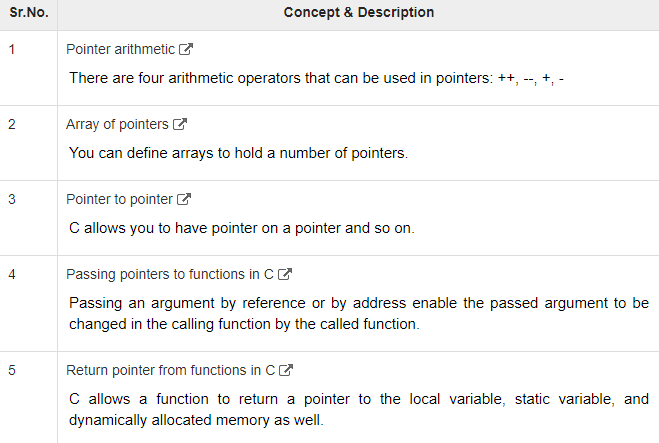 Sr.No. Concept & Description
1 Pointer arithmetic
There are four arithmetic operators that can be used in pointers: ++, --, +, -
2 Array of pointers
You can define arrays to hold a number of pointers.
3 Pointer to pointer
C allows you to have pointer on a pointer and so on.
4 Passing pointers to functions in C
Passing an argument by reference or by address enable the passed argument to be
changed in the calling function by the called function.
5 Return pointer from functions in C
C allows a function to return a pointer to the local variable, static variable, and
dynamically allocated memory as well.